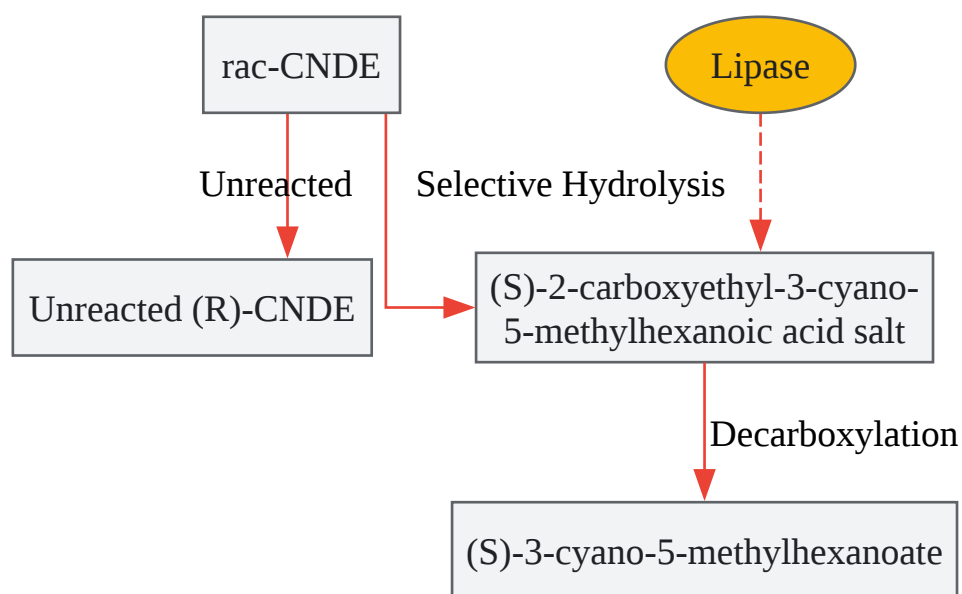 rac-CNDE
Lipase
Unreacted
Selective Hydrolysis
Unreacted (R)-CNDE
(S)-2-carboxyethyl-3-cyano-
5-methylhexanoic acid salt
Decarboxylation
(S)-3-cyano-5-methylhexanoate